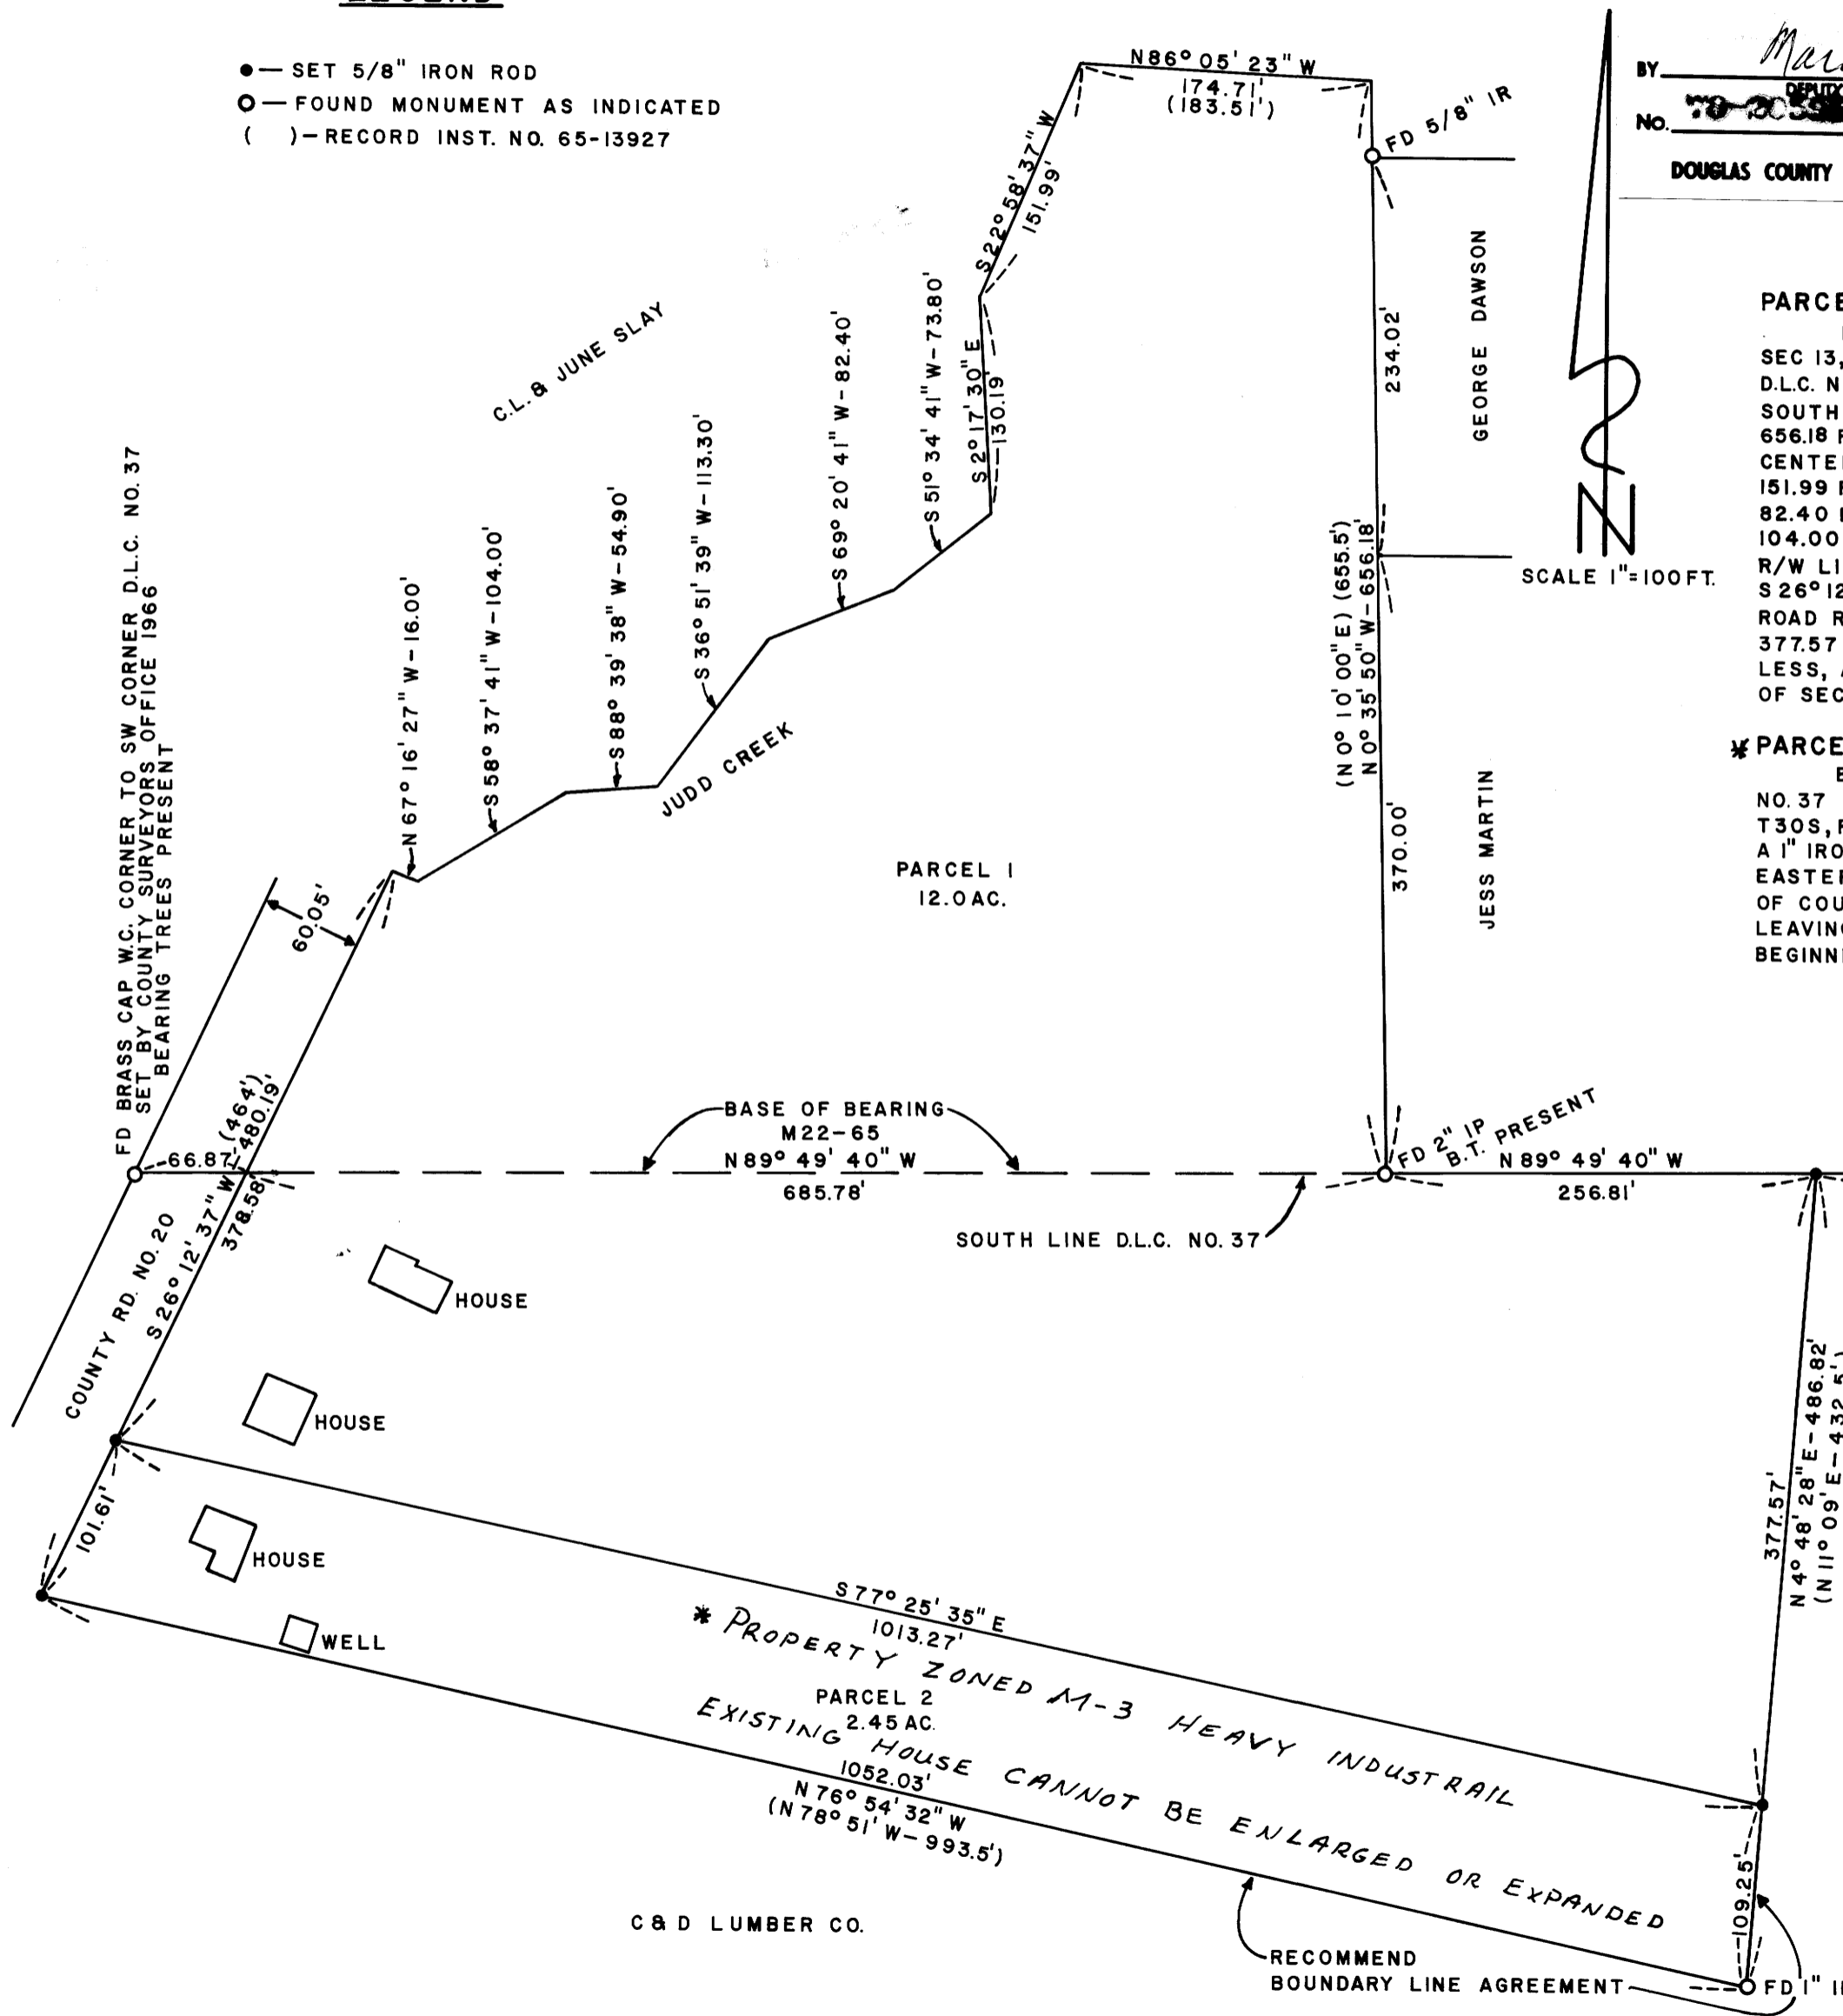 ● — SET 5/8" IRON ROD
O — FOUND MONUMENT AS INDICATED
( ) — RECORD INST. NO. 65-13927
BY
No.
DOUGLAS COUNTY
N86° 05' 23" W
174.71'
(183.51')
FD 5/8" IR
S 22° 58' 37" W
151.99'
S 2° 17' 30" E
130.19'
S 51° 34' 41" W-73.80'
S 69° 20' 41" W-82.40'
S 36° 51' 39" W-113.30'
S 88° 39' 38" W-54.90'
S 58° 37' 41" W-104.00'
N 67° 16' 27" W-16.00'
C.L. & JUNE SLAY
JUDD CREEK
234.02'
GEORGE DAWSON
(N 0° 10' 00" E) (655.5')
N 0° 35' 50" W-656.18'
370.00'
JESS MARTIN
SCALE 1"=100 FT.
N
PARCE
SEC 13,
D.L.C. N
SOUTH
656.18 F
CENTE
151.99 F
82.40
104.00
R/W LI
S 26° 12
ROAD R
377.57
LESS, A
OF SEC
* PARCE
NO. 37
T30S, F
A 1" IRO
EASTER
OF COU
LEAVING
BEGINN
PARCEL 1
12.0 AC.
FD BRASS CAP W.C. CORNER TO SW CORNER D.L.C. NO. 37
SET BY COUNTY SURVEYORS OFFICE 1966
BEARING TREES PRESENT
60.05'
66.87'
S 26° 12' 37" W (464')
480.19'
378.58'
COUNTY RD. NO. 20
BASE OF BEARING
M22-65
N 89° 49' 40" W
685.78'
FD 2" IP
B.T. PRESENT
N 89° 49' 40" W
256.81'
SOUTH LINE D.L.C. NO. 37
HOUSE
HOUSE
HOUSE
WELL
101.61'
377.57'
N 4° 48' 28" E-486.82'
(N 11° 09' E-432.5')
S 77° 25' 35" E
1013.27'
* PROPERTY ZONED M-3 HEAVY INDUSTRAIL
PARCEL 2
2.45 AC.
EXISTING HOUSE CANNOT BE ENLARGED OR EXPANDED
1052.03'
N 76° 54' 32" W
(N 78° 51' W-993.5')
109.25'
C & D LUMBER CO.
RECOMMEND
BOUNDARY LINE AGREEMENT
FD 1"